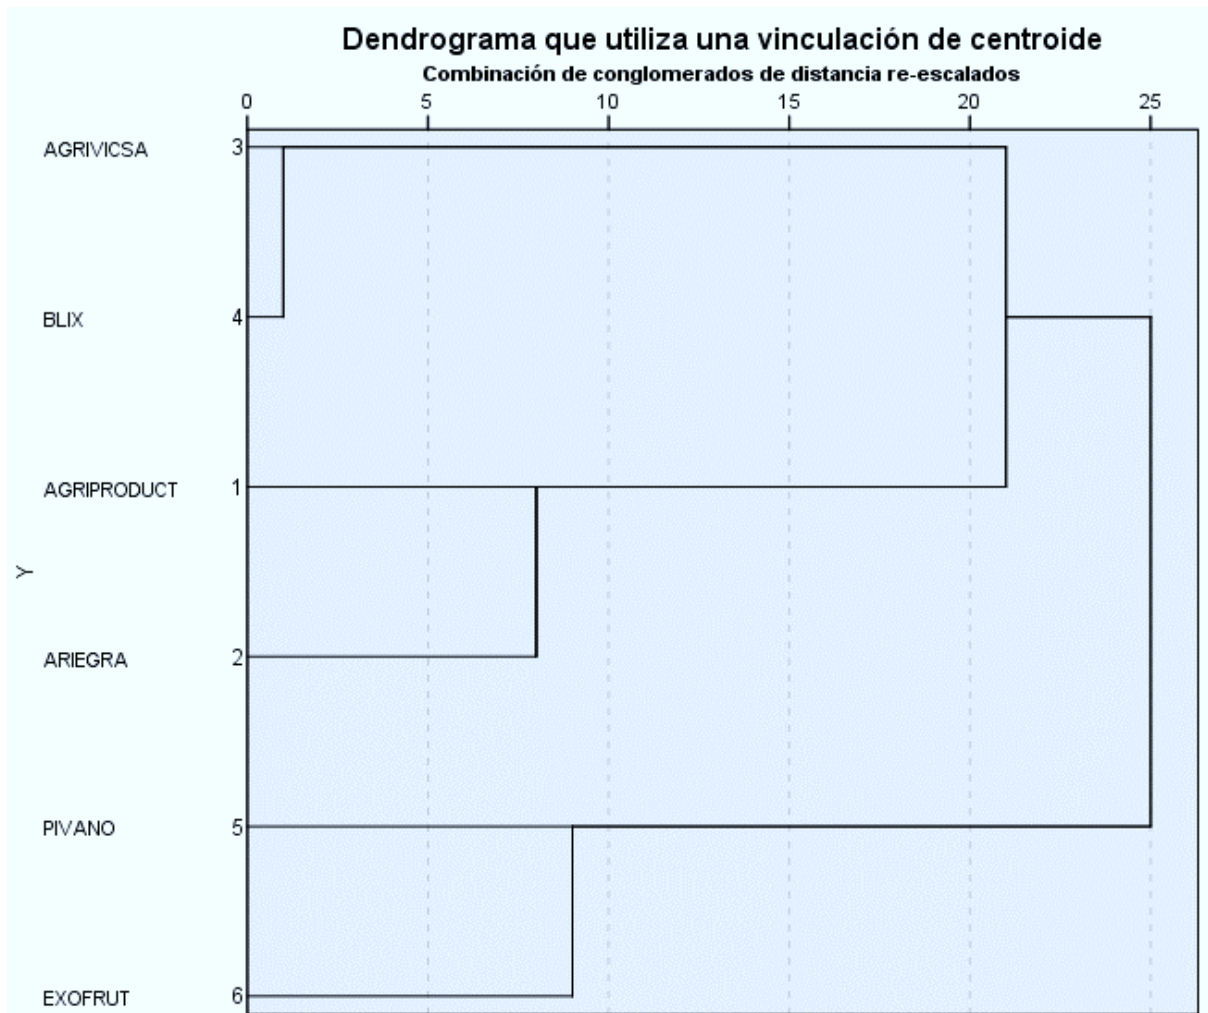 Dendrograma que utiliza una vinculación de centroide
Combinación de conglomerados de distancia re-escalados
0 5 10 15 20 25
AGRIVICSA 3
BLIX 4
AGRIPRODUCT 1
Y
ARIEGRA 2
PIVANO 5
EXOFRUT 6